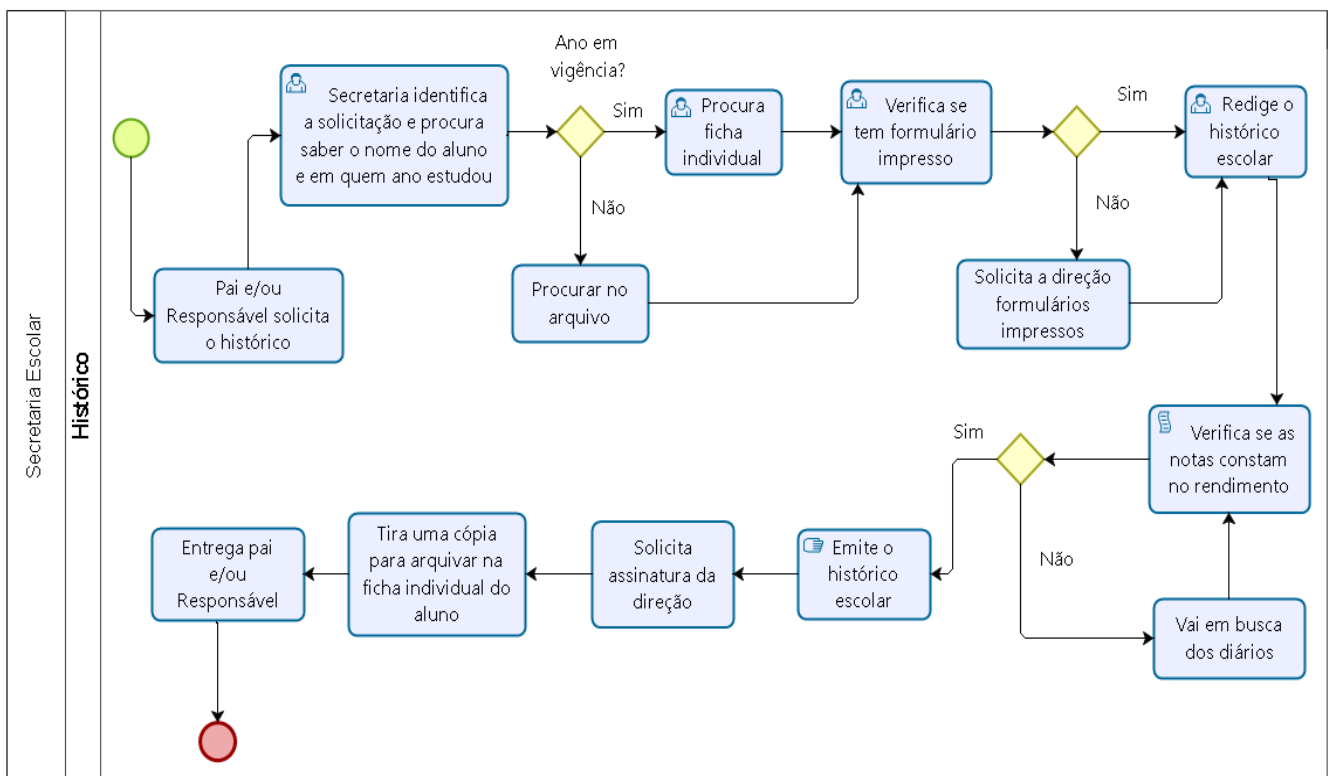 Secretaria Escolar
Histórico
Pai e/ou
Responsável solicita
o histórico
Secretaria identifica
a solicitação e procura
saber o nome do aluno
e em quem ano estudou
Ano em
vigência?
Sim
Não
Procura
ficha
individual
Procurar no
arquivo
Verifica se
tem formulário
impresso
Sim
Não
Solicita a direção
formulários
impressos
Redige o
histórico
escolar
Verifica se as
notas constam
no rendimento
Sim
Não
Vai em busca
dos diários
Emite o
histórico
escolar
Solicita
assinatura da
direção
Tira uma cópia
para arquivar na
ficha individual do
aluno
Entrega pai
e/ou
Responsável